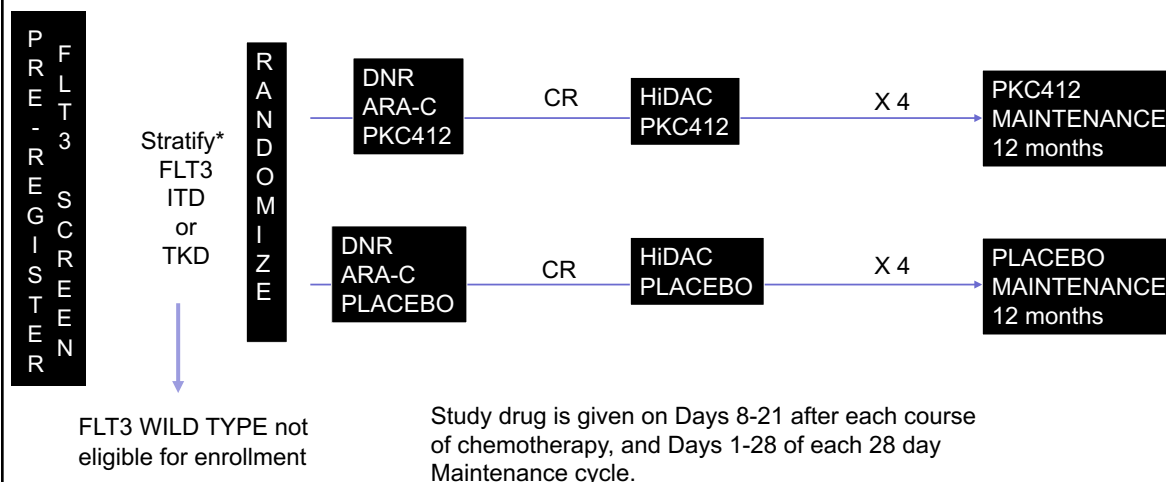 PRE-REGISTER
FLT3 SCREEN
Stratify*
FLT3
ITD
or
TKD
RANDOMIZE
DNR
ARA-C
PKC412
CR
HiDAC
PKC412
X 4
PKC412
MAINTENANCE
12 months
DNR
ARA-C
PLACEBO
CR
HiDAC
PLACEBO
X 4
PLACEBO
MAINTENANCE
12 months
FLT3 WILD TYPE not
eligible for enrollment
Study drug is given on Days 8-21 after each course
of chemotherapy, and Days 1-28 of each 28 day
Maintenance cycle.